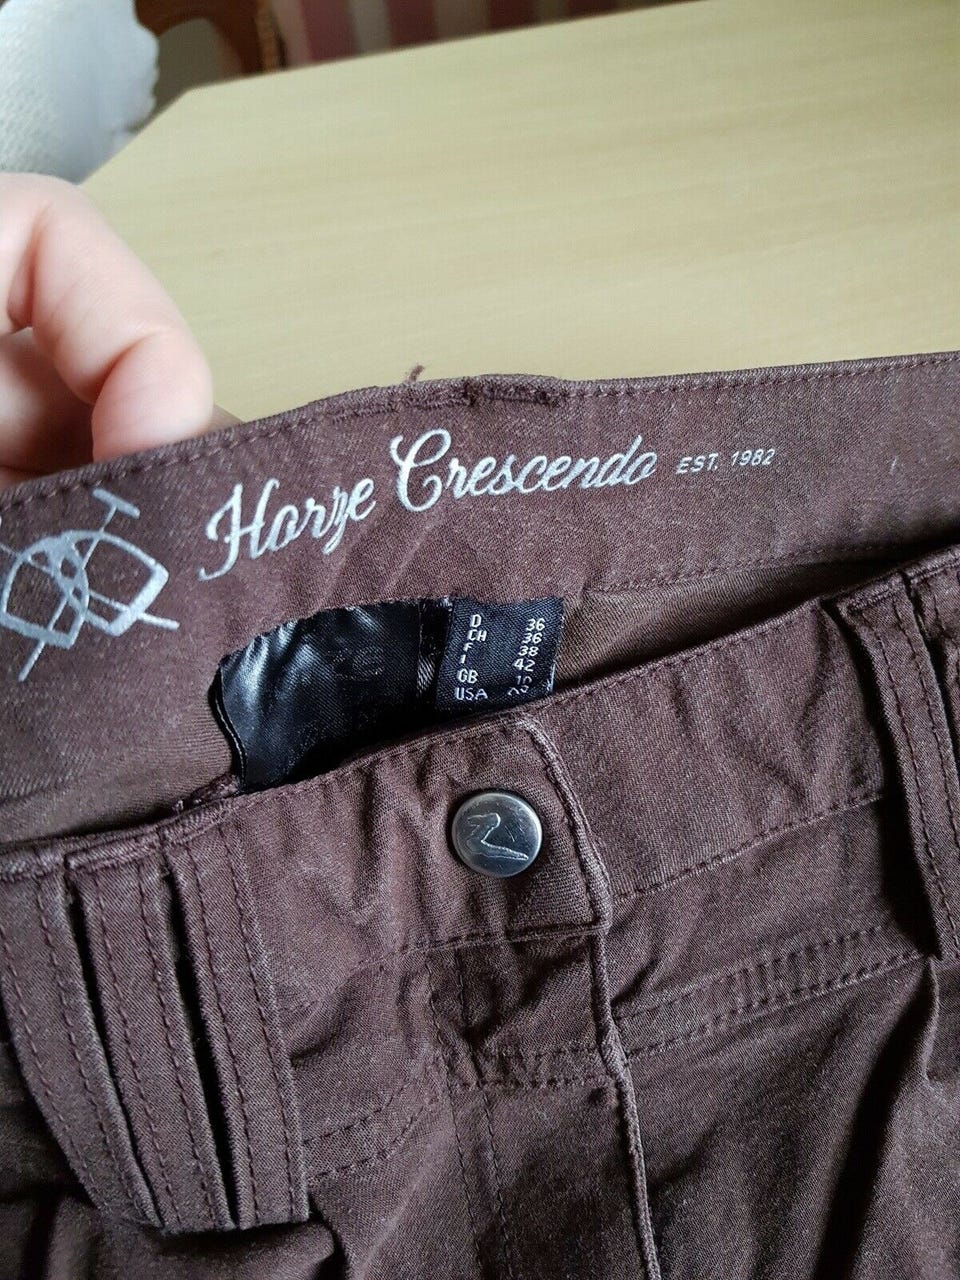 Horze Crescendo EST. 1982
D 36
CH 36
F 38
I 42
GB 10
USA